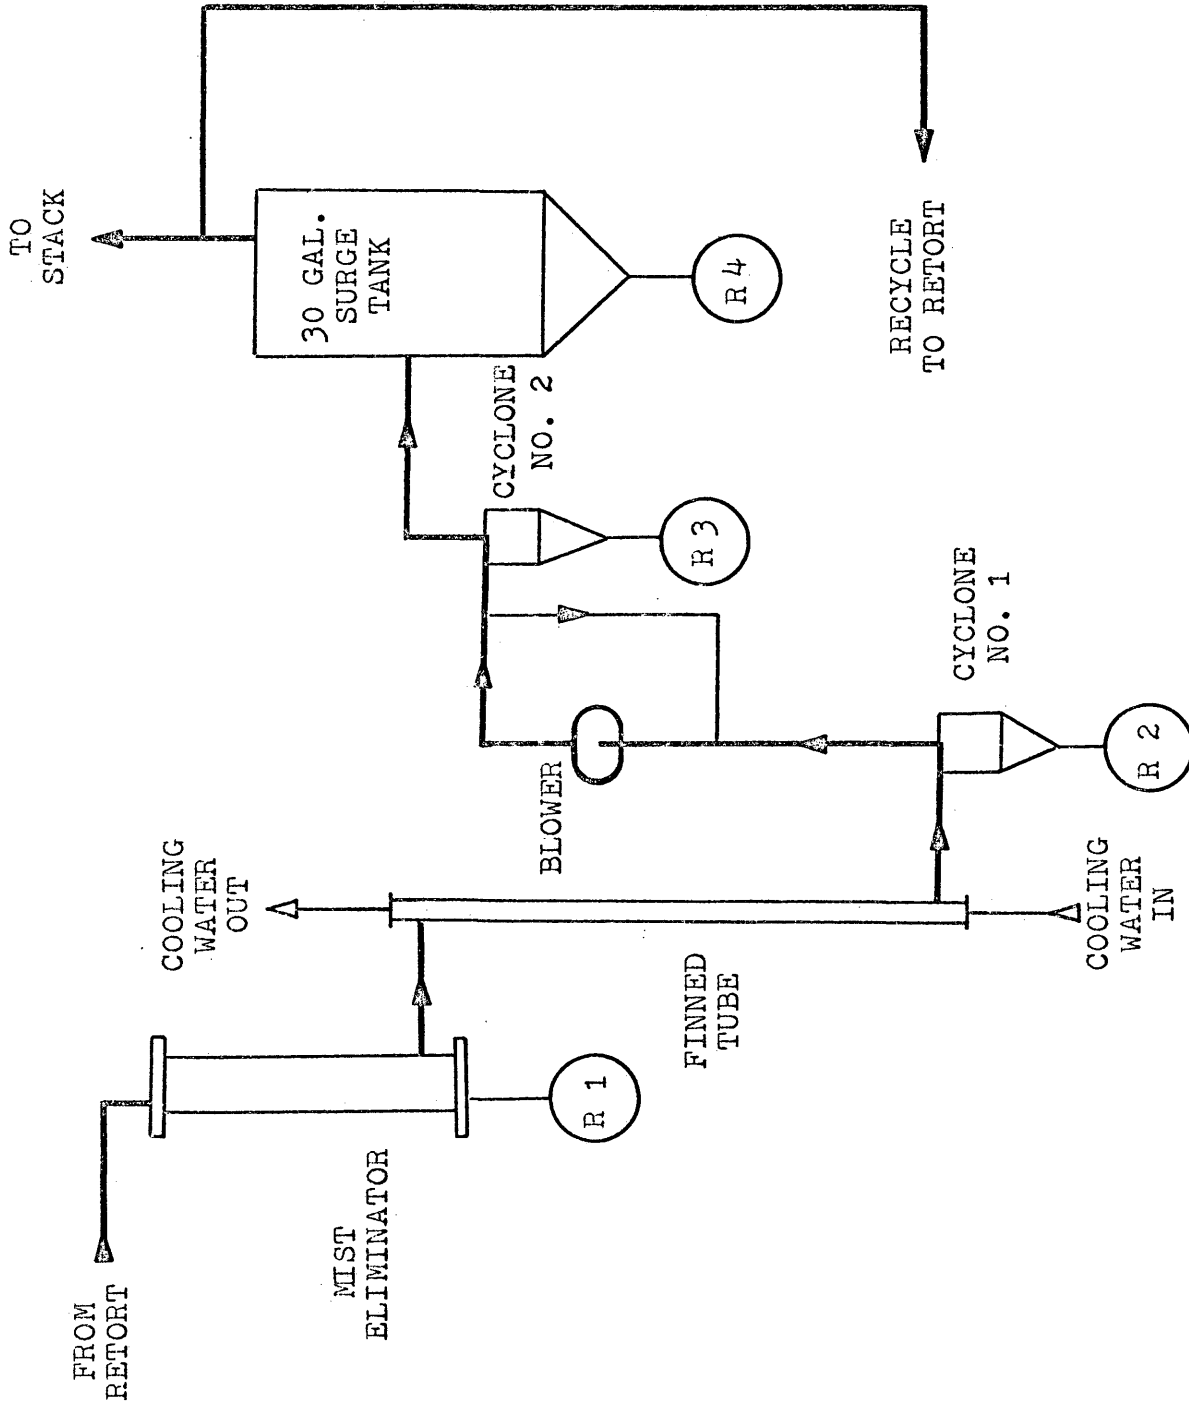 FROM
RETORT
MIST
ELIMINATOR
R 1
COOLING
WATER
OUT
FINNED
TUBE
COOLING
WATER
IN
BLOWER
CYCLONE
NO. 1
R 2
CYCLONE
NO. 2
R 3
TO
STACK
30 GAL.
SURGE
TANK
R 4
RECYCLE
TO RETORT